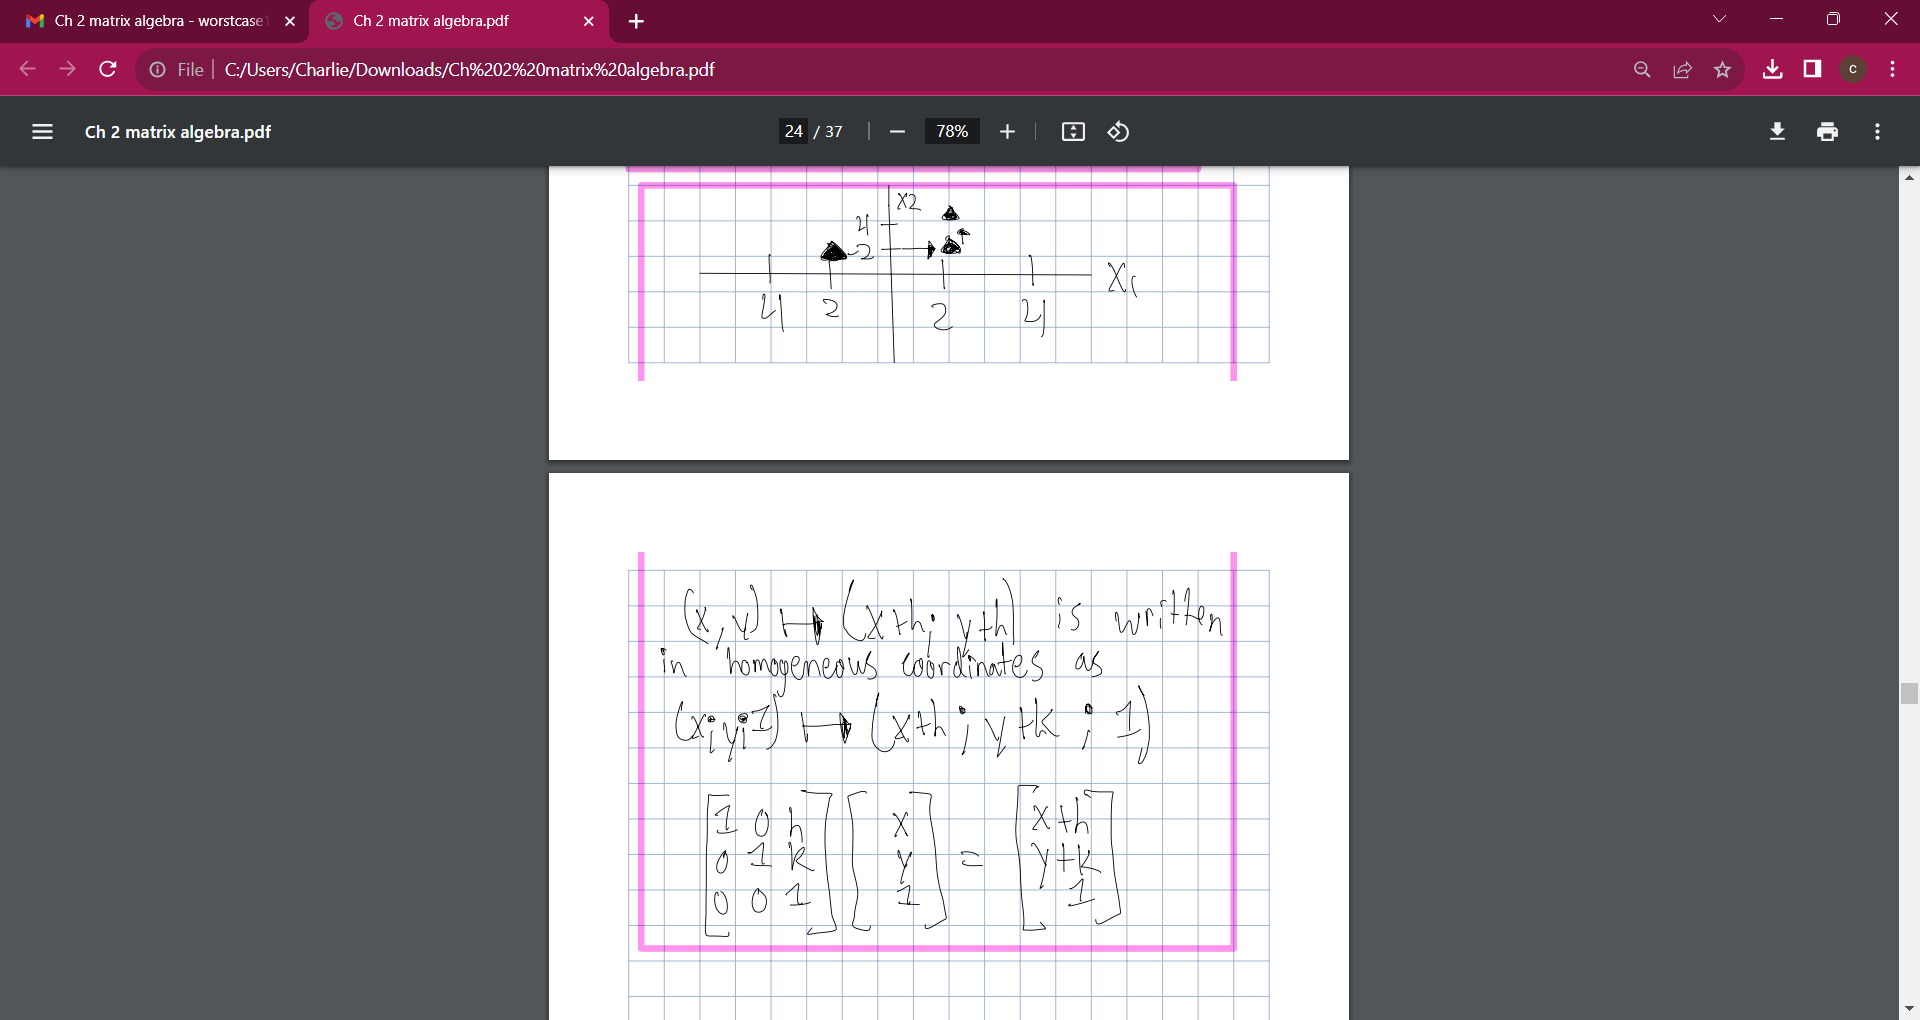 Ch 2 matrix algebra - worstcase1
Ch 2 matrix algebra.pdf
File
C:/Users/Charlie/Downloads/Ch%202%20matrix%20algebra.pdf
c
Ch 2 matrix algebra.pdf
24 / 37
78%
x2
4
2
x1
4 2 2 4
(x,y) ↦ (x+h; y+h) is written
in homogeneous coordinates as
(x;y;1) ↦ (x+h; y+k; 1)
[1 0 h] [x] [x+h]
[0 1 k] [y] = [y+k]
[0 0 1] [1] [1]